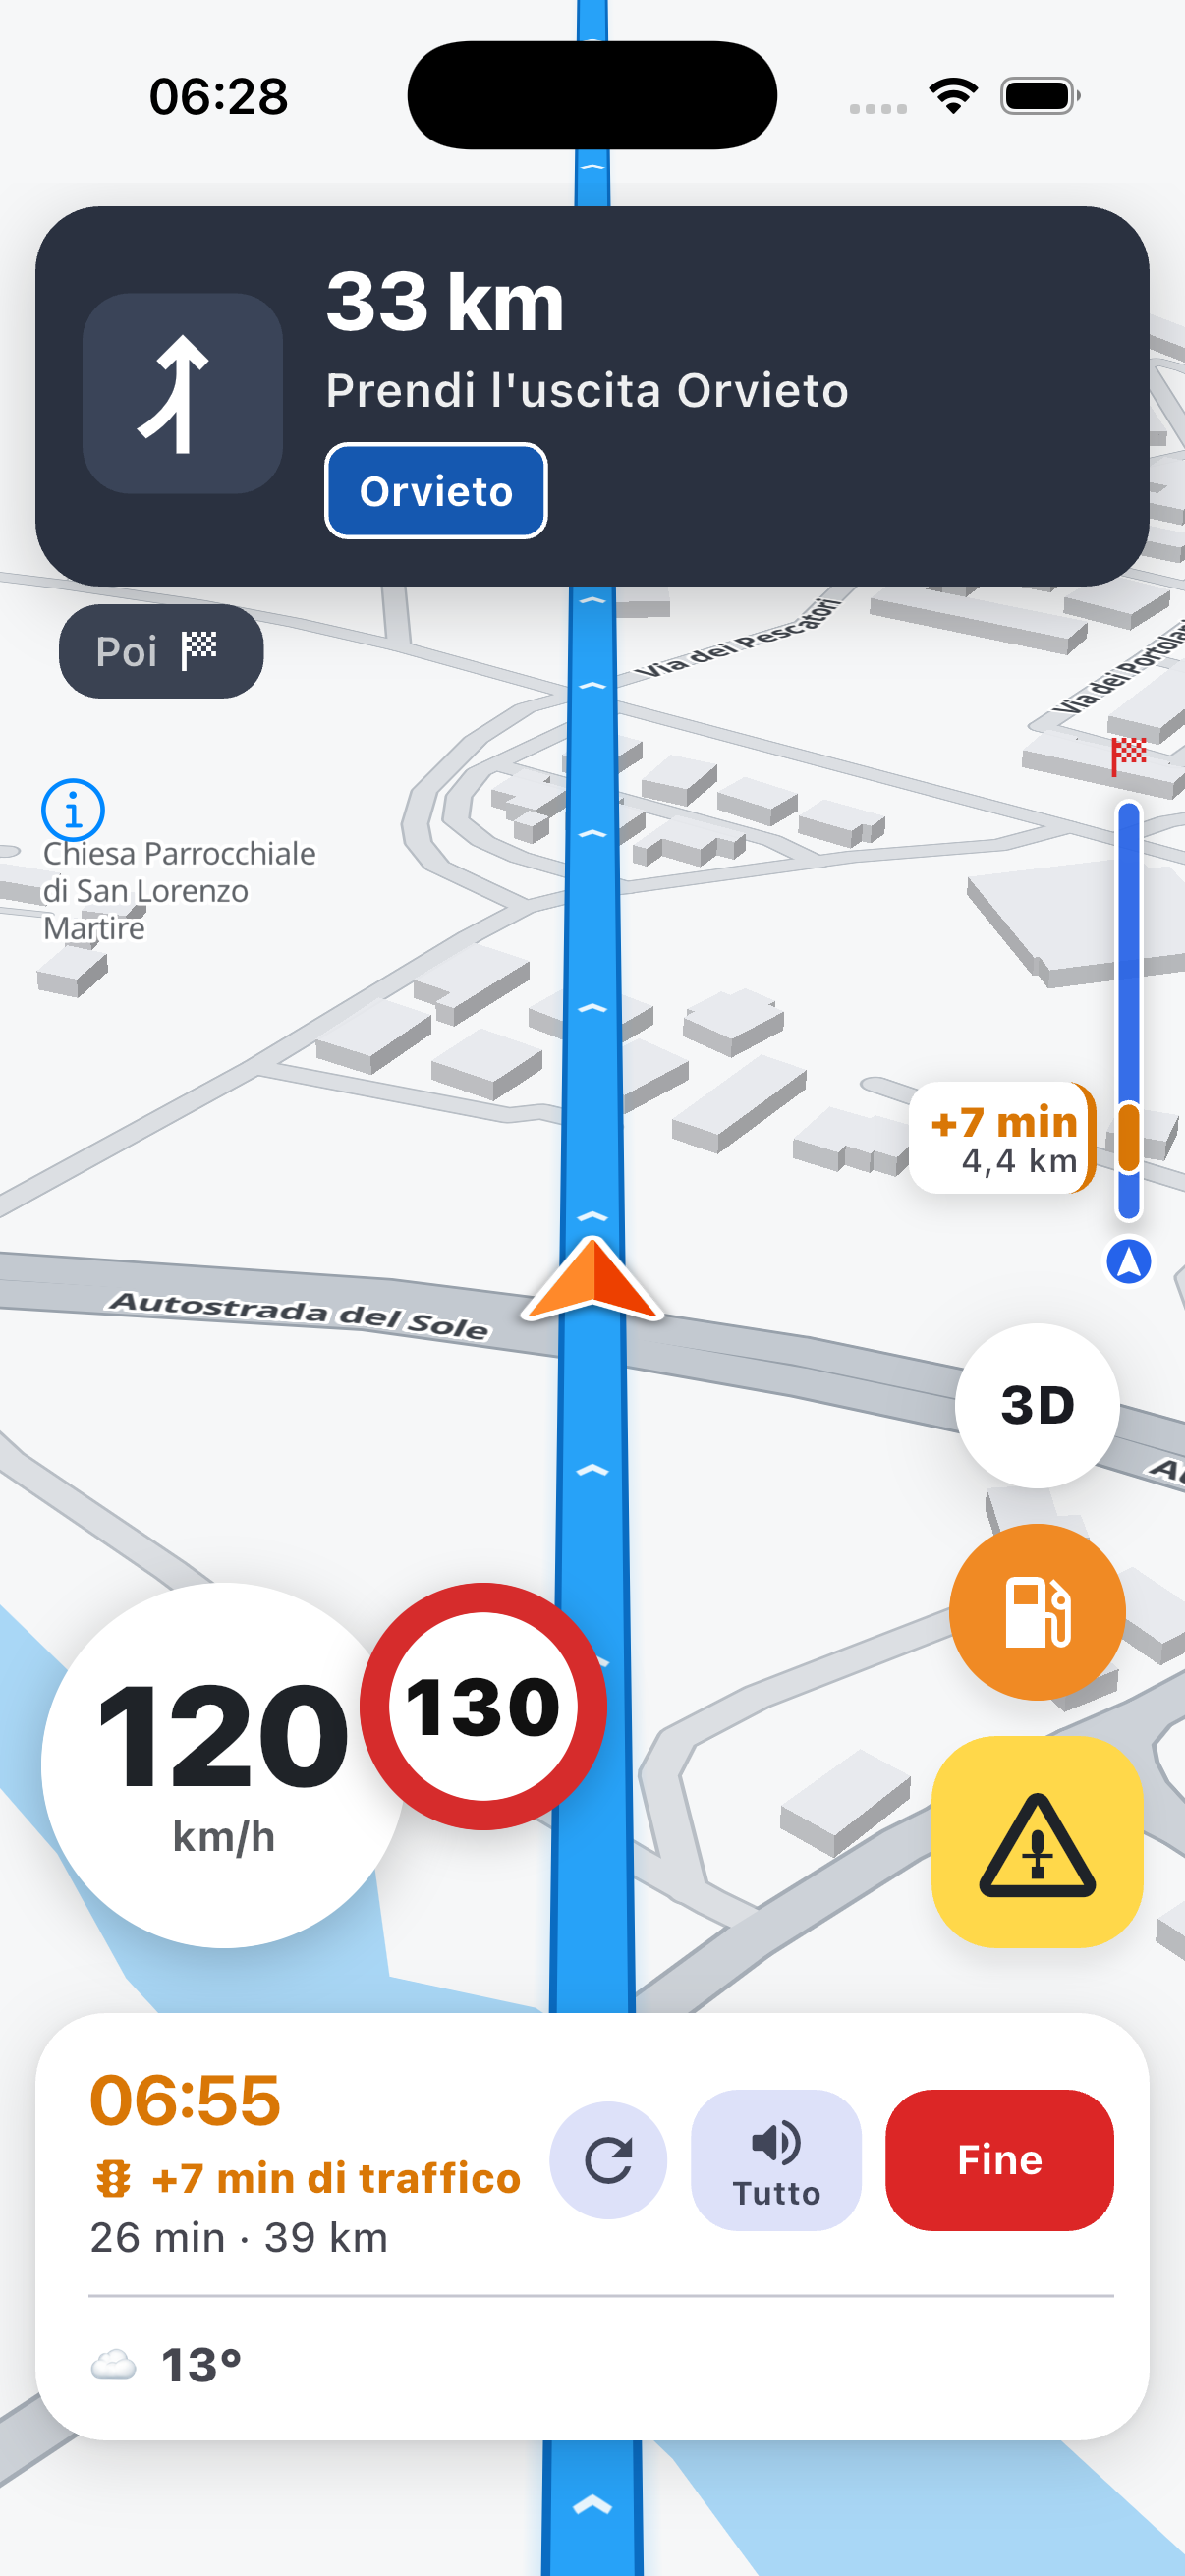 06:28
33 km
Prendi l'uscita Orvieto
Orvieto
Poi
Via dei Pescatori
Via dei Portolani
Chiesa Parrocchiale
di San Lorenzo
Martire
+7 min
4,4 km
Autostrada del Sole
3D
120
km/h
130
06:55
+7 min di traffico
26 min · 39 km
Tutto
Fine
13°